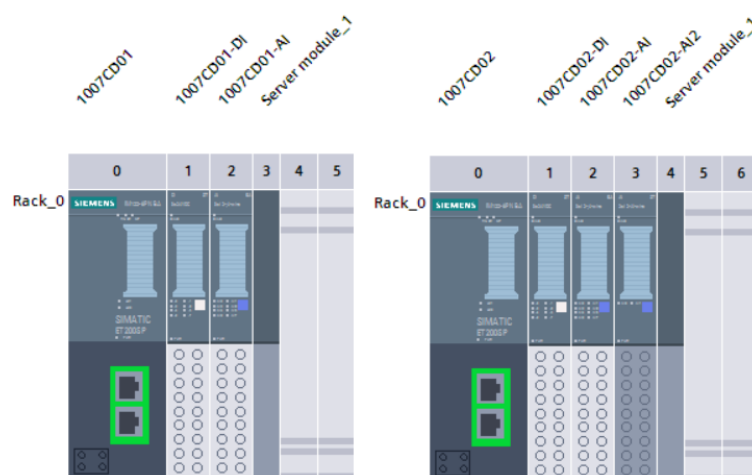 1007CD01
1007CD01-DI
1007CD01-AI
Server module_1
1007CD02
1007CD02-DI
1007CD02-AI
1007CD02-AI2
Server module_1
0 1 2 3 4 5
0 1 2 3 4 5 6
Rack_0
SIEMENS
SIMATIC
ET 200SP
Rack_0
SIEMENS
SIMATIC
ET 200SP